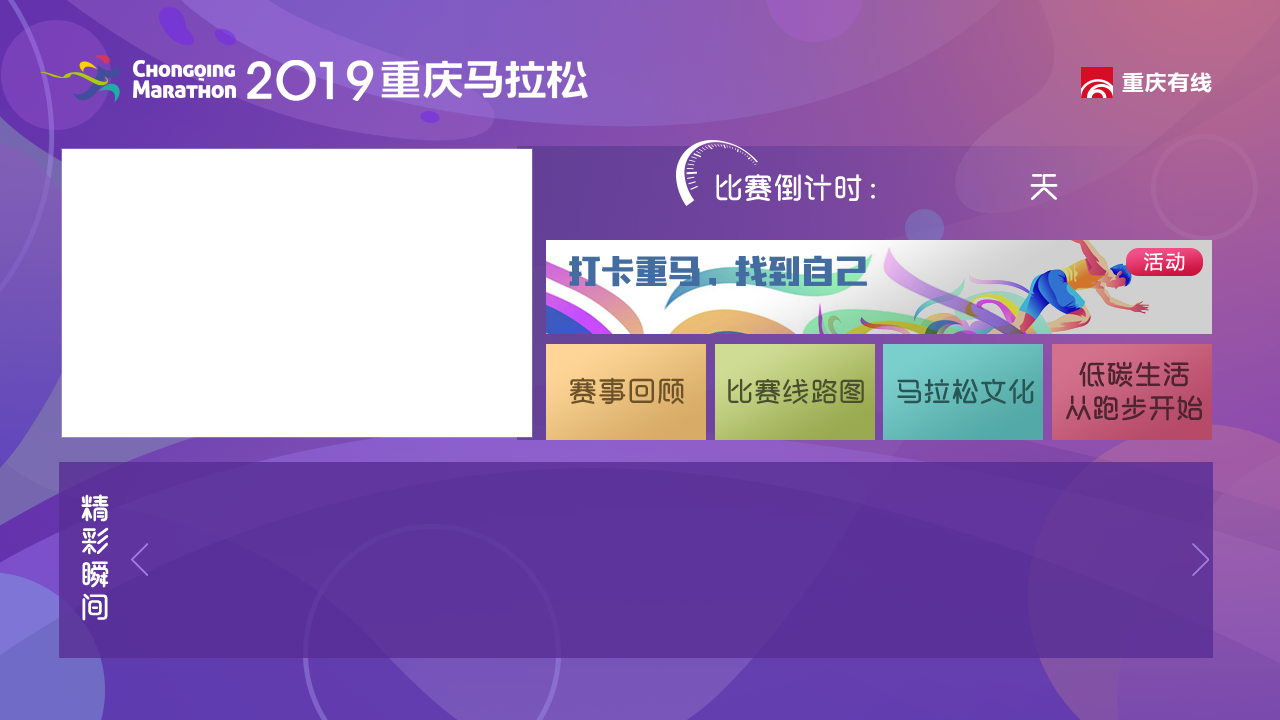 CHONGQING
MARATHON
2019重庆马拉松
重庆有线
比赛倒计时：
天
打卡重马，找到自己
活动
赛事回顾
比赛线路图
马拉松文化
低碳生活
从跑步开始
精彩瞬间